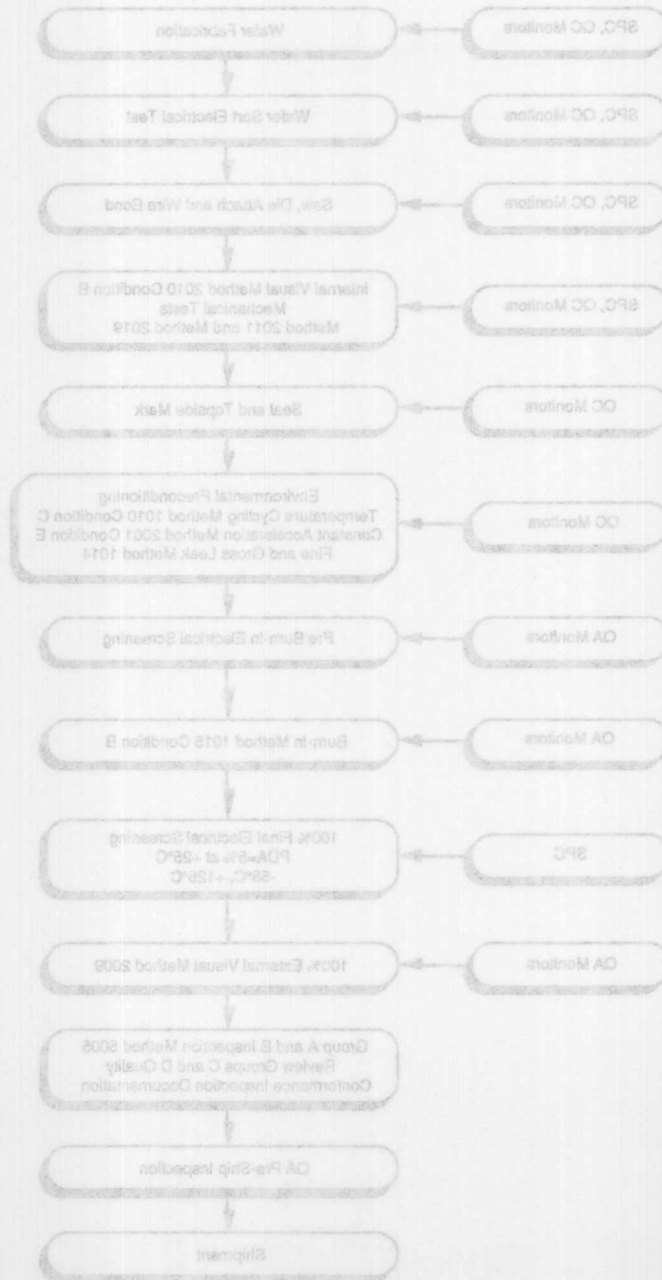 Wafer Fabrication
SPC, QC Monitors
Wafer Sort Electrical Test
SPC, QC Monitors
Saw, Die Attach and Wire Bond
SPC, QC Monitors
Internal Visual Method 2010 Condition B
Mechanical Tests
Method 2011 and Method 2019
SPC, QC Monitors
Seal and Topside Mark
QC Monitors
Environmental Preconditioning
Temperature Cycling Method 1010 Condition C
Constant Acceleration Method 2001 Condition E
Fine and Gross Leak Method 1014
QC Monitors
Pre Burn-In Electrical Screening
QA Monitors
Burn-In Method 1015 Condition B
QA Monitors
100% Final Electrical Screening
PDA=5% at +25°C
-55°C, +125°C
SPC
100% External Visual Method 2009
QA Monitors
Group A and B Inspection Method 5005
Review Groups C and D Quality
Conformance Inspection Documentation
QA Pre-Ship Inspection
Shipment